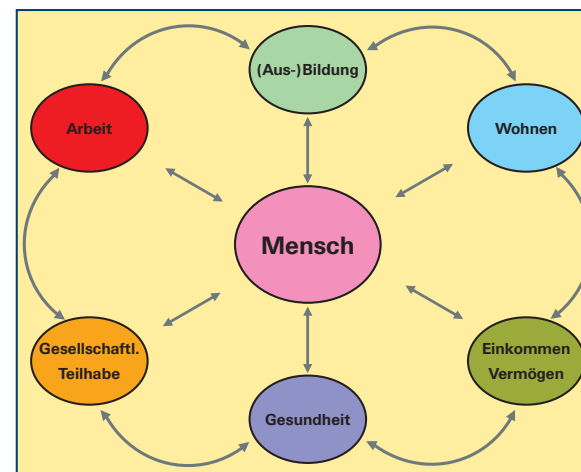 (Aus-)Bildung
Arbeit
Wohnen
Mensch
Gesellschaftl.
Teilhabe
Einkommen
Vermögen
Gesundheit